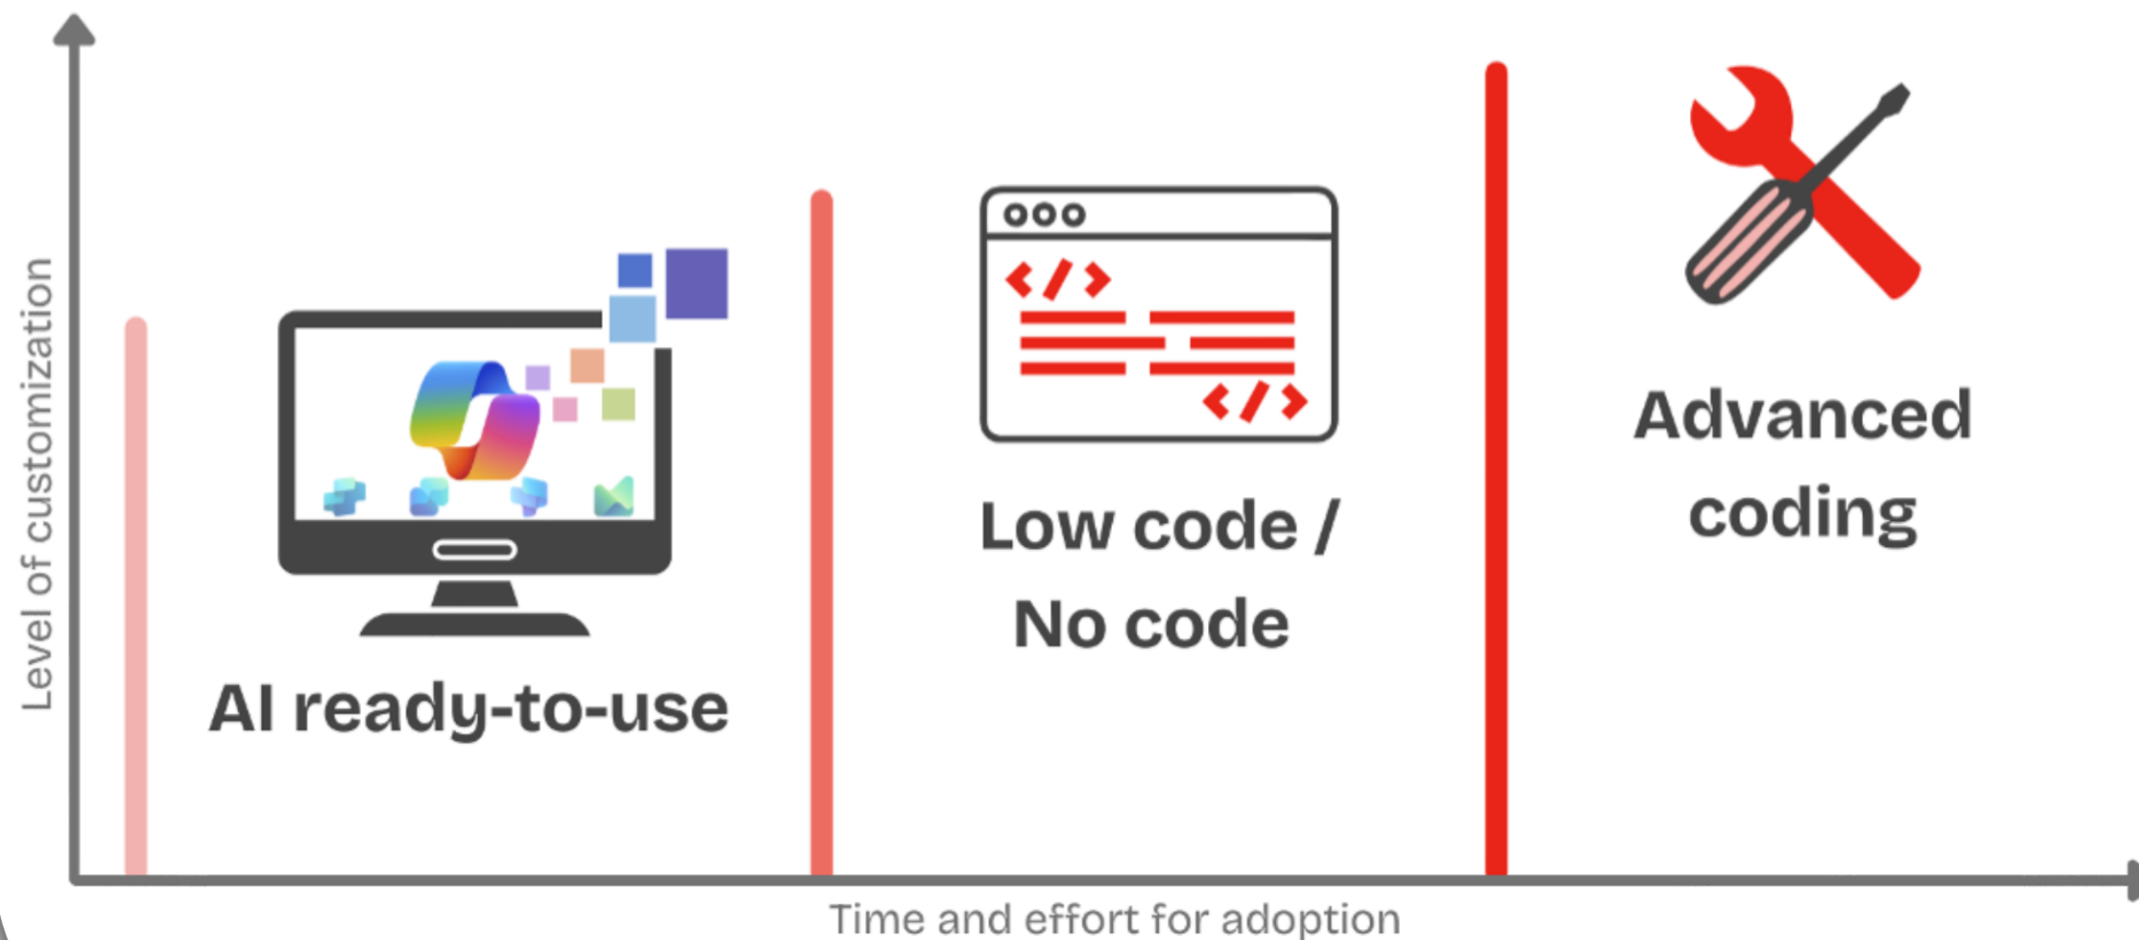 Level of customization
AI ready-to-use
</>
</>
Low code /
No code
Advanced
coding
Time and effort for adoption